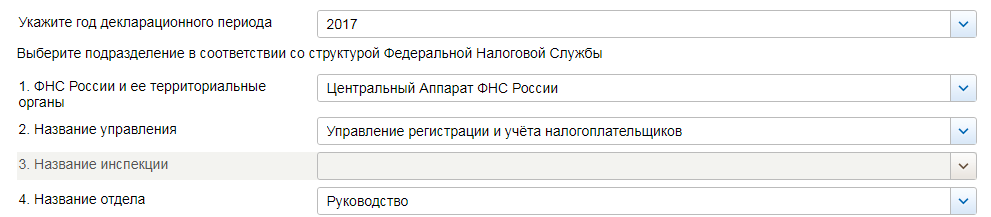 Укажите год декларационного периода
2017
Выберите подразделение в соответствии со структурой Федеральной Налоговой Службы
1. ФНС России и ее территориальные
органы
Центральный Аппарат ФНС России
2. Название управления
Управление регистрации и учёта налогоплательщиков
3. Название инспекции
4. Название отдела
Руководство